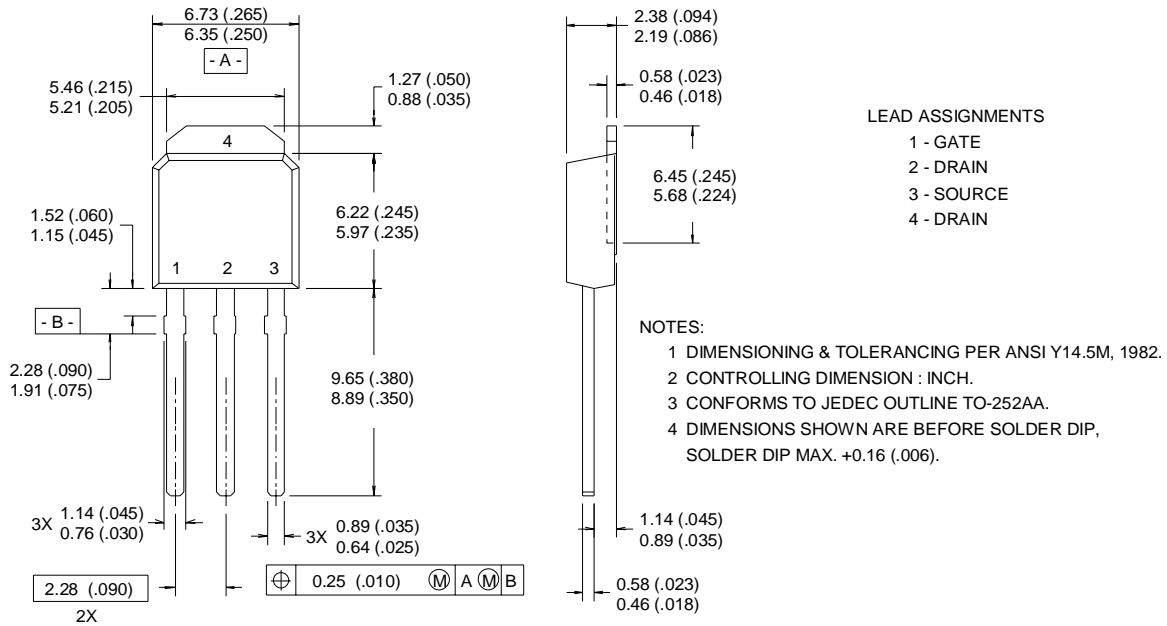 6.73 (.265)
6.35 (.250)
- A -
5.46 (.215)
5.21 (.205)
1.27 (.050)
0.88 (.035)
4
6.22 (.245)
5.97 (.235)
1.52 (.060)
1.15 (.045)
1 2 3
- B -
2.28 (.090)
1.91 (.075)
9.65 (.380)
8.89 (.350)
3X 1.14 (.045)
0.76 (.030)
3X 0.89 (.035)
0.64 (.025)
2.28 (.090)
2X
0.25 (.010) M A M B
2.38 (.094)
2.19 (.086)
0.58 (.023)
0.46 (.018)
6.45 (.245)
5.68 (.224)
1.14 (.045)
0.89 (.035)
0.58 (.023)
0.46 (.018)
LEAD ASSIGNMENTS
1 - GATE
2 - DRAIN
3 - SOURCE
4 - DRAIN
NOTES:
1 DIMENSIONING & TOLERANCING PER ANSI Y14.5M, 1982.
2 CONTROLLING DIMENSION : INCH.
3 CONFORMS TO JEDEC OUTLINE TO-252AA.
4 DIMENSIONS SHOWN ARE BEFORE SOLDER DIP,
SOLDER DIP MAX. +0.16 (.006).